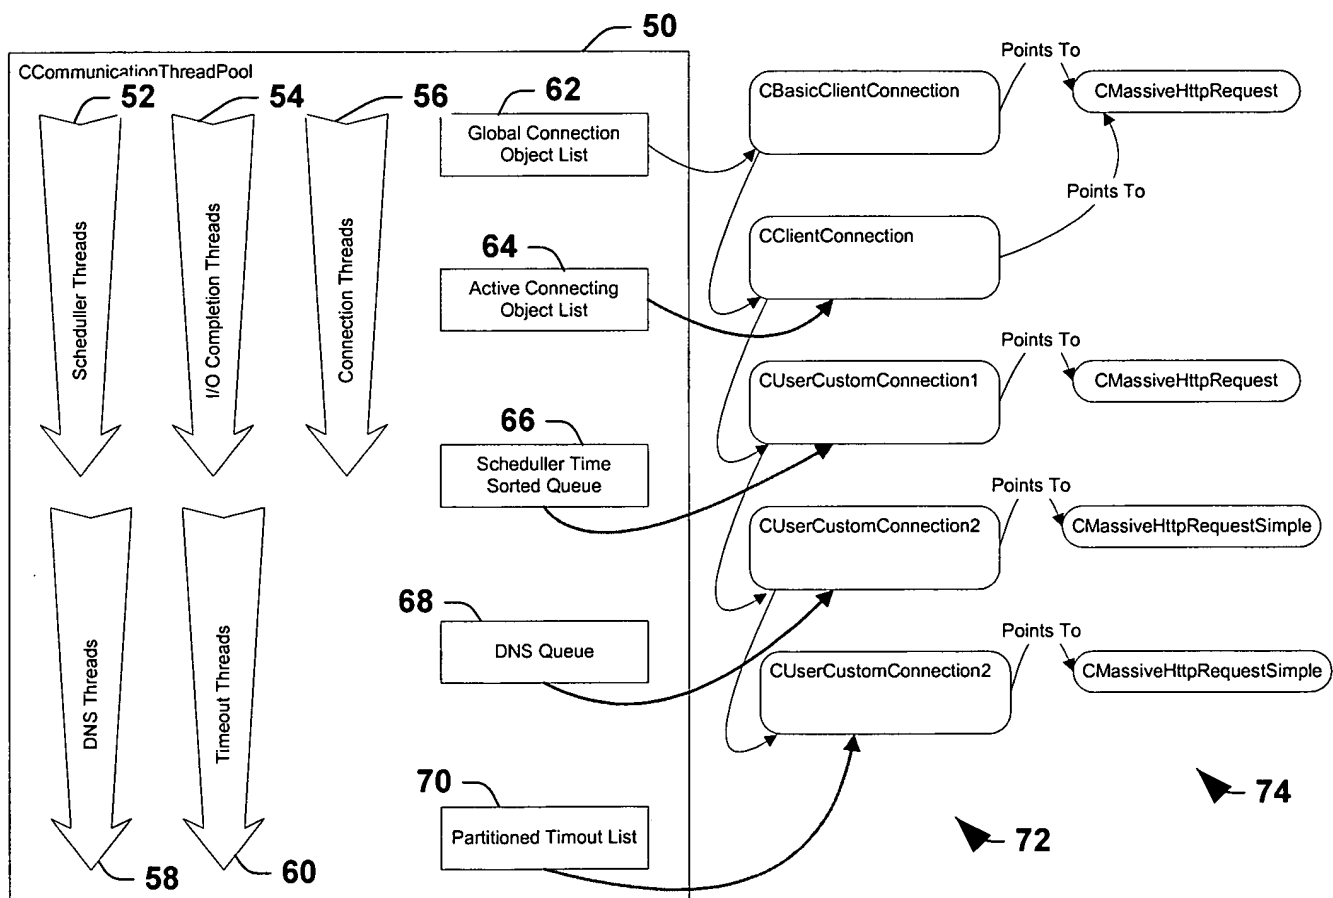 50
CCommunicationThreadPool
52
54
56
Scheduller Threads
I/O Completion Threads
Connection Threads
DNS Threads
Timeout Threads
58
60
62
Global Connection
Object List
64
Active Connecting
Object List
66
Scheduller Time
Sorted Queue
68
DNS Queue
70
Partitioned Timout List
CBasicClientConnection
Points To
CMassiveHttpRequest
CClientConnection
Points To
CUserCustomConnection1
Points To
CMassiveHttpRequest
CUserCustomConnection2
Points To
CMassiveHttpRequestSimple
CUserCustomConnection2
Points To
CMassiveHttpRequestSimple
72
74